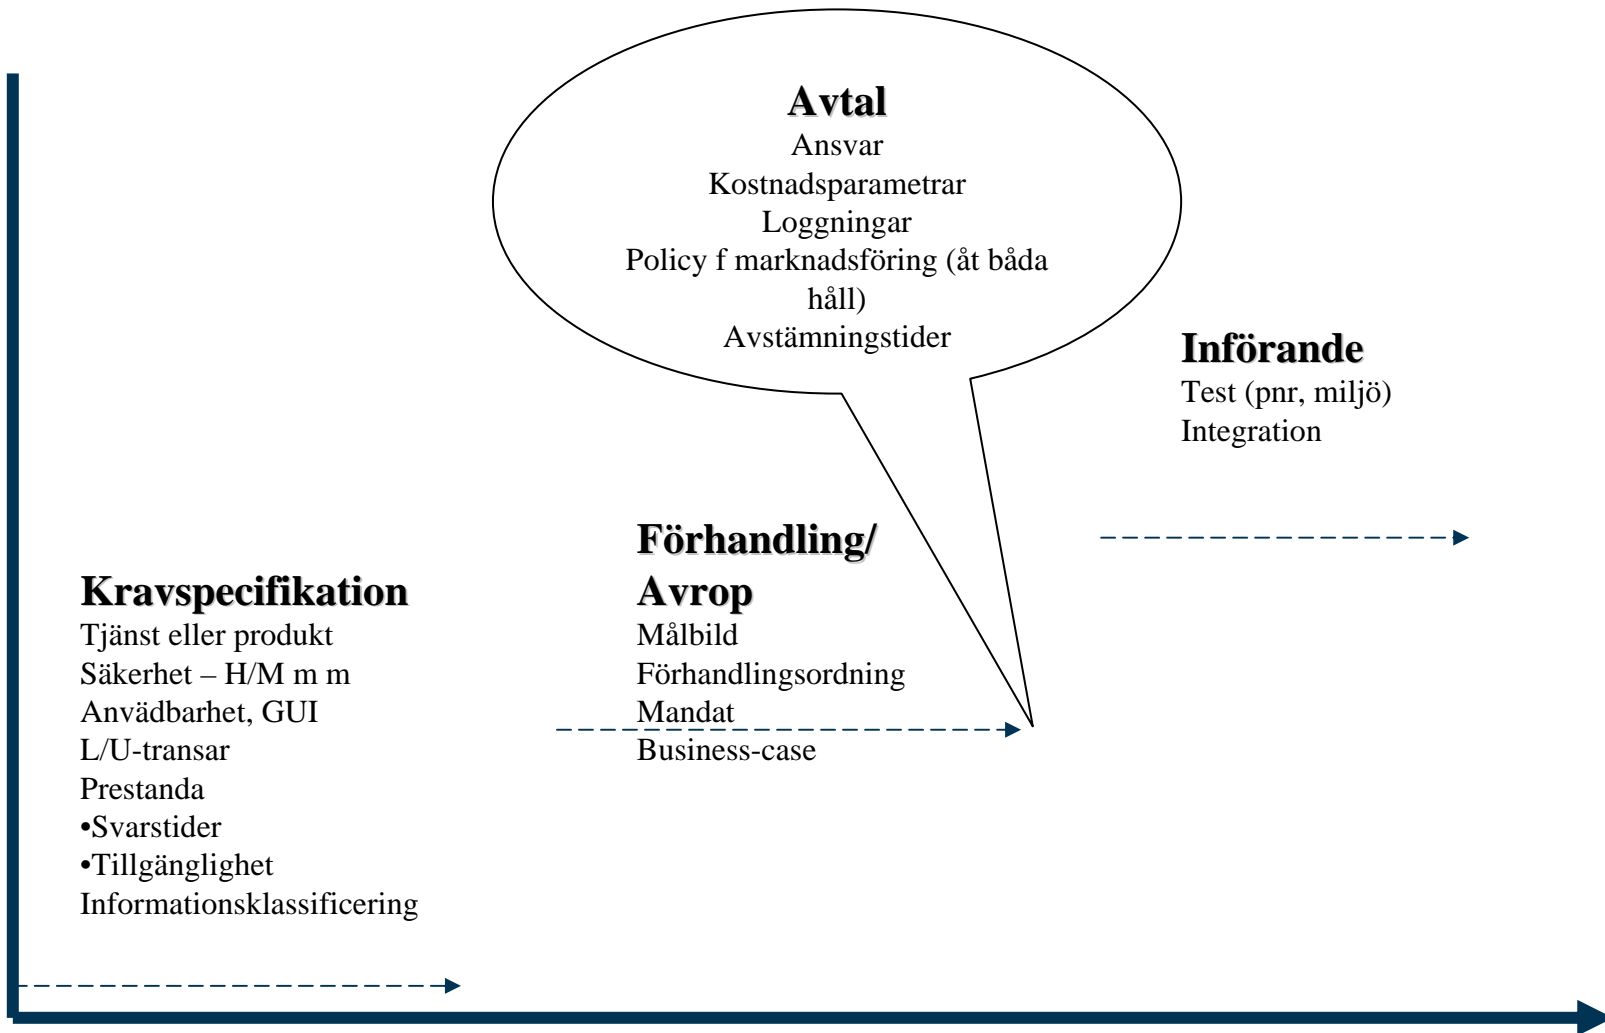 Avtal
Ansvar
Kostnadsparametrar
Loggningar
Policy f marknadsföring (åt båda
håll)
Avstämningstider
Införande
Test (pnr, miljö)
Integration
Förhandling/
Avrop
Målbild
Förhandlingsordning
Mandat
Business-case
Kravspecifikation
Tjänst eller produkt
Säkerhet – H/M m m
Anvädbarhet, GUI
L/U-transar
Prestanda
•Svarstider
•Tillgänglighet
Informationsklassificering